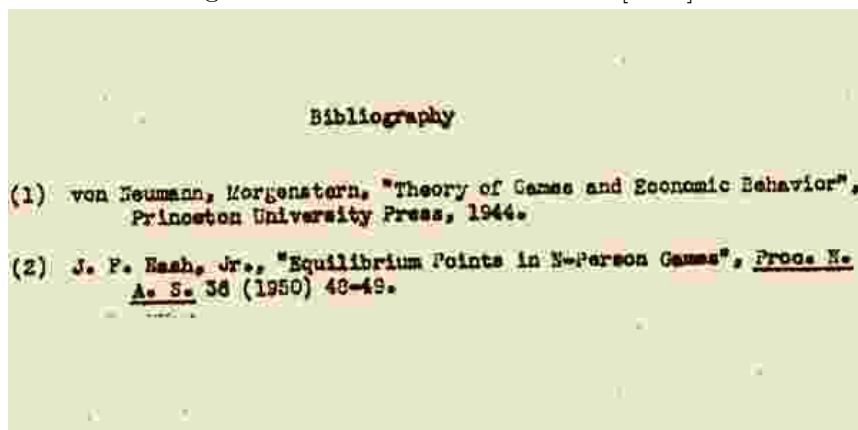 Bibliography
(1) von Neumann, Morgenstern, "Theory of Games and Economic Behavior",
Princeton University Press, 1944.
(2) J. F. Nash, Jr., "Equilibrium Points in N-Person Games", Proc. N.
A. S. 36 (1950) 48-49.